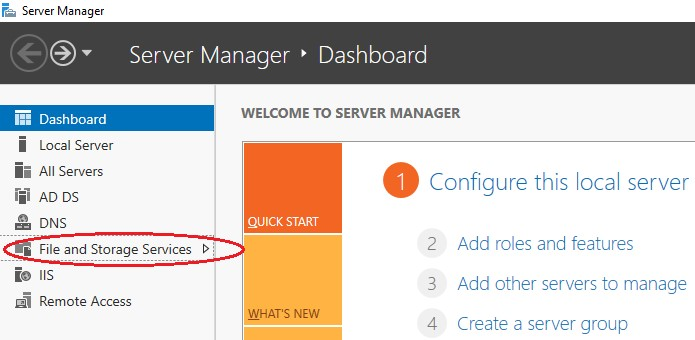 Server Manager
Server Manager ‣ Dashboard
Dashboard
Local Server
All Servers
AD DS
DNS
File and Storage Services
IIS
Remote Access
WELCOME TO SERVER MANAGER
QUICK START
WHAT'S NEW
1 Configure this local server
2 Add roles and features
3 Add other servers to manage
4 Create a server group